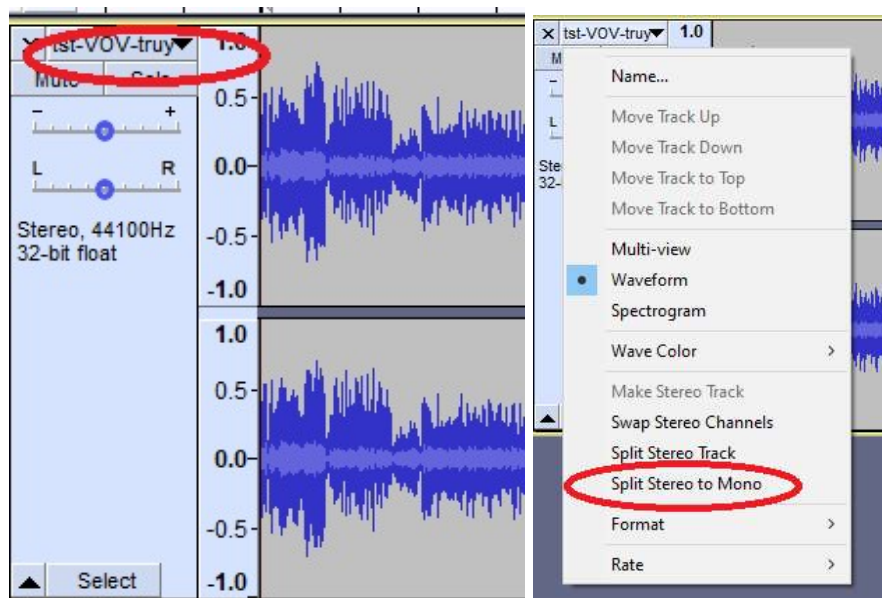 × tst-VOV-truy▼ 1.0
Mute Solo
- +
0.5-
L R
0.0-
Stereo, 44100Hz
32-bit float
-0.5-
-1.0
1.0
0.5-
0.0-
-0.5-
▲ Select
-1.0
× tst-VOV-truy▼ 1.0
M
-
L
Ste
32-
Name...
Move Track Up
Move Track Down
Move Track to Top
Move Track to Bottom
Multi-view
Waveform
Spectrogram
Wave Color >
Make Stereo Track
Swap Stereo Channels
Split Stereo Track
Split Stereo to Mono
Format >
Rate >